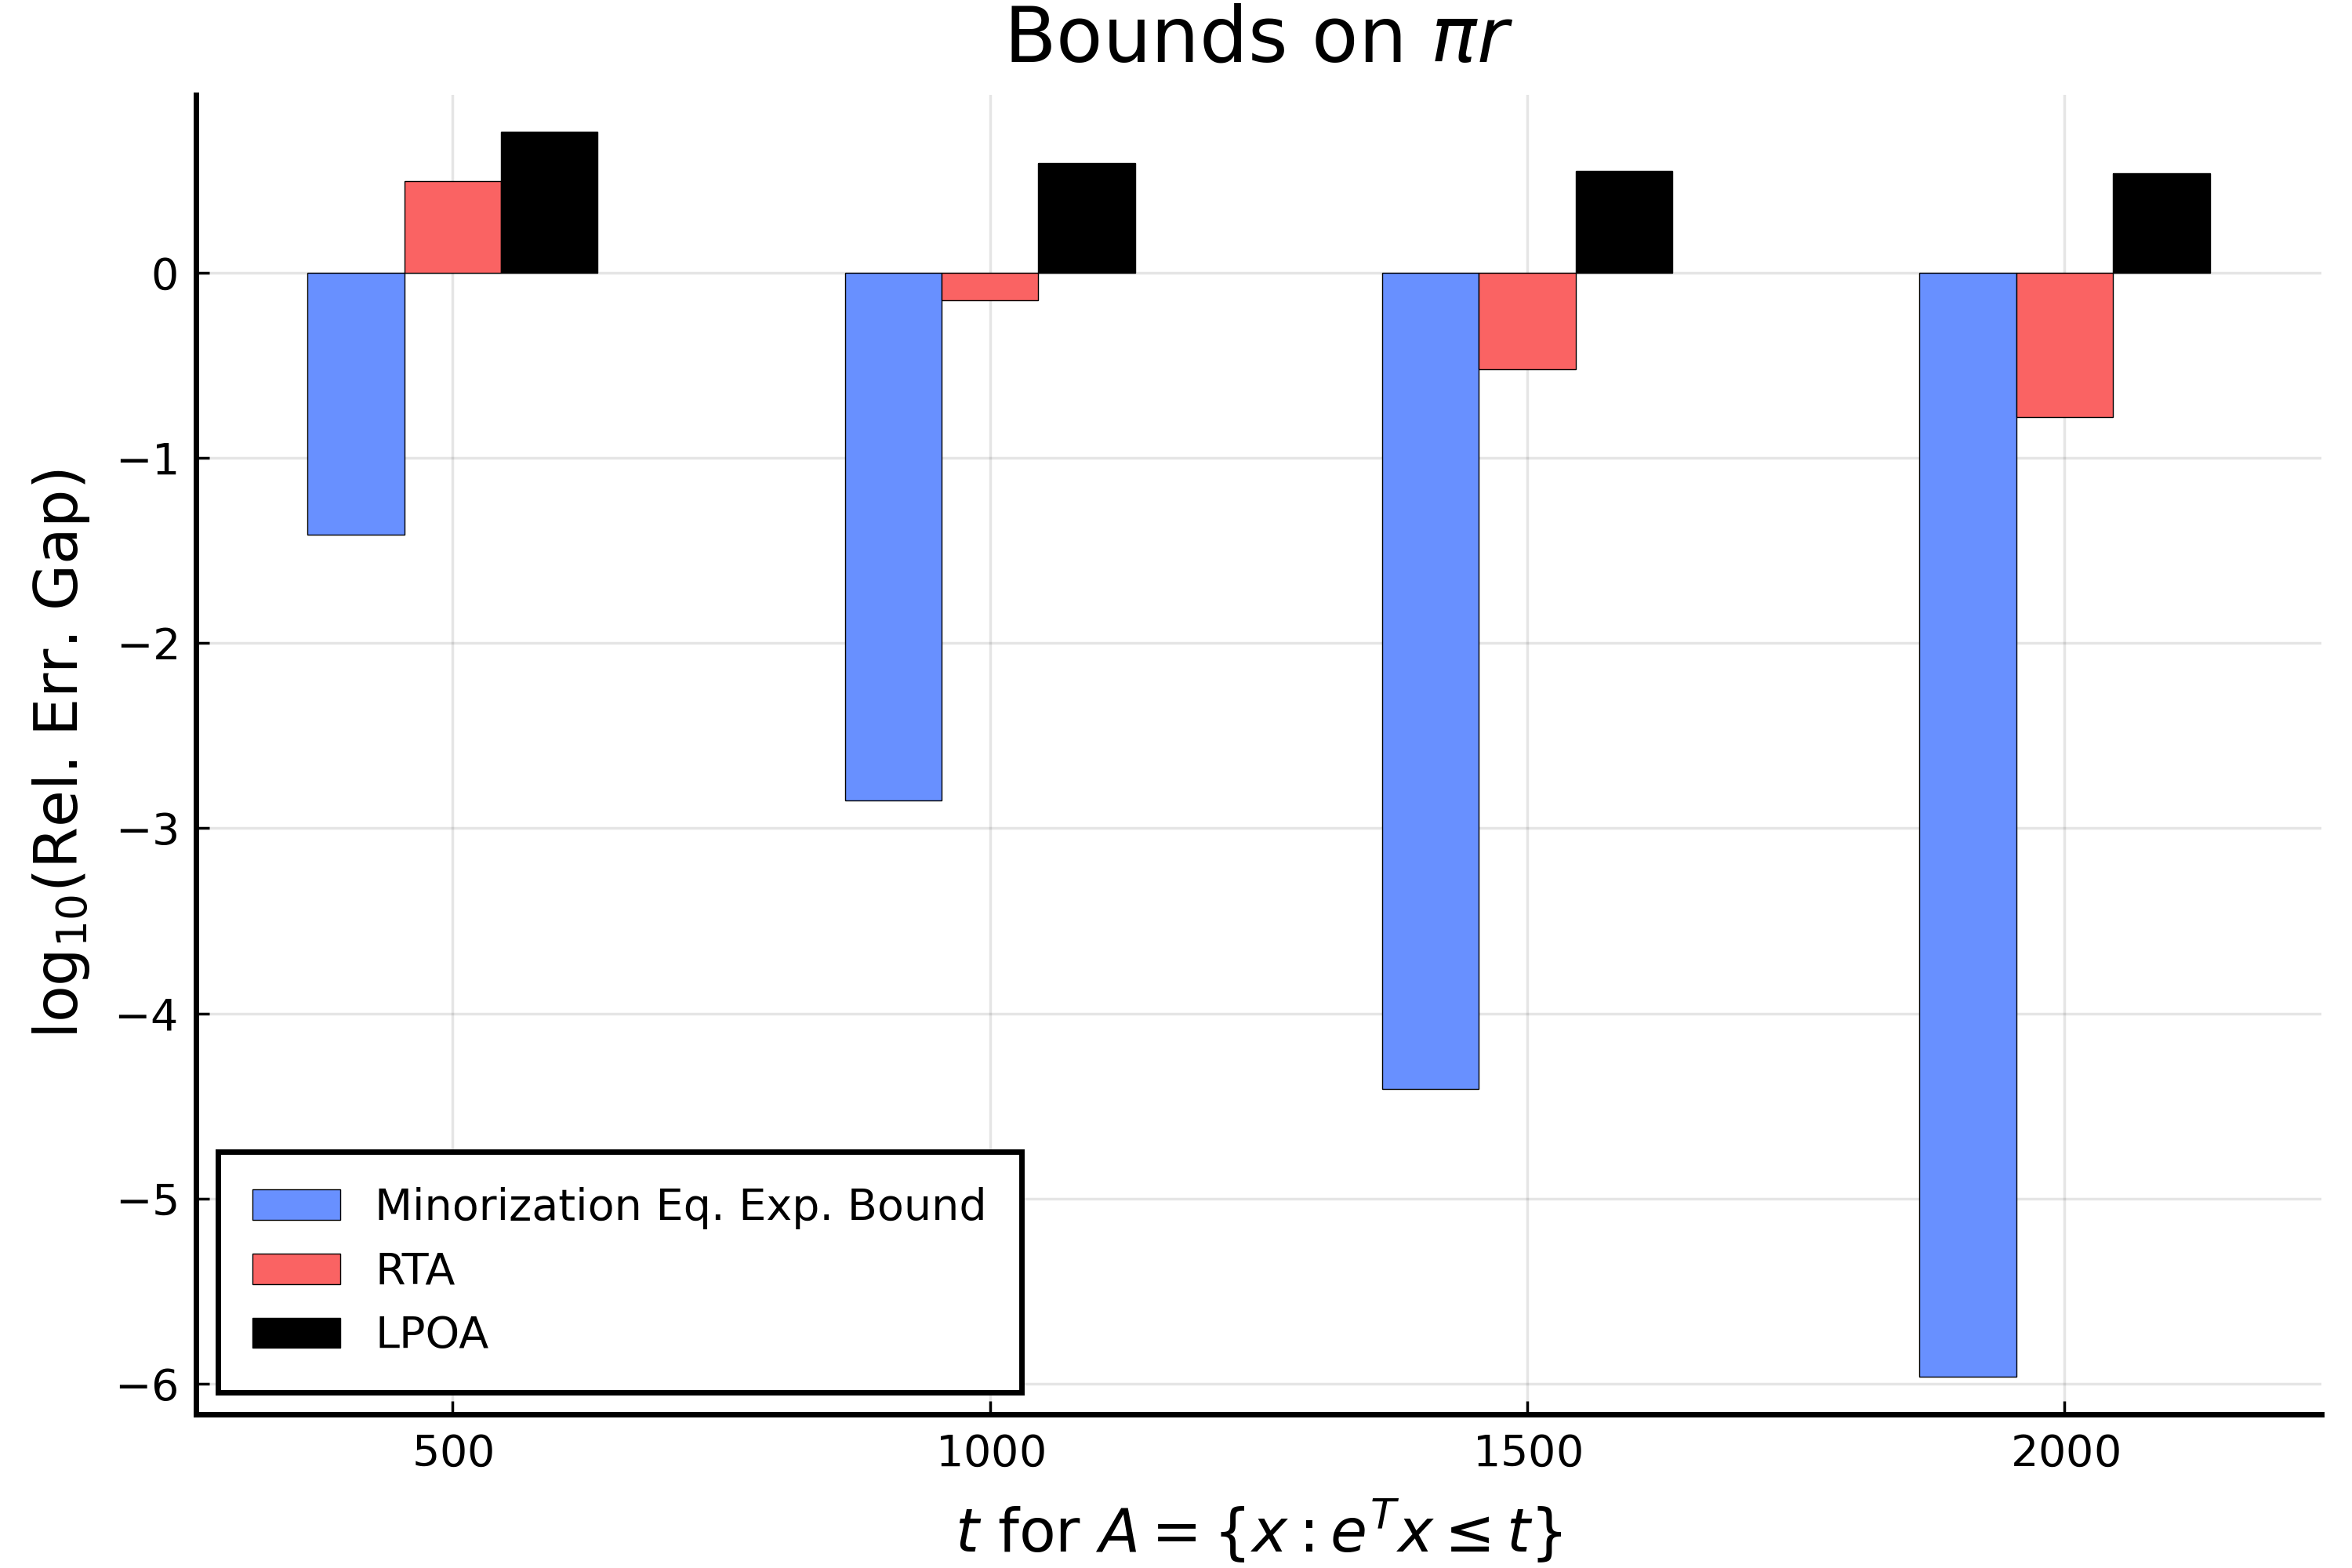 Bounds on πr
log₁₀(Rel. Err. Gap)
0
−1
−2
−3
−4
−5
−6
Minorization Eq. Exp. Bound
RTA
LPOA
500 1000 1500 2000
t for A = {x : eᵀx ≤ t}